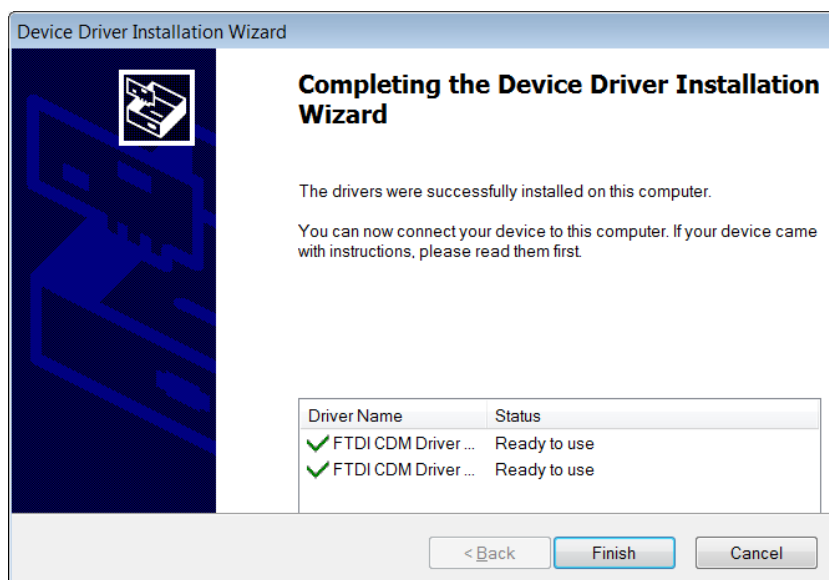 Device Driver Installation Wizard
Completing the Device Driver Installation
Wizard
The drivers were successfully installed on this computer.
You can now connect your device to this computer. If your device came
with instructions, please read them first.
Driver Name Status
FTDI CDM Driver ... Ready to use
FTDI CDM Driver ... Ready to use
< Back Finish Cancel